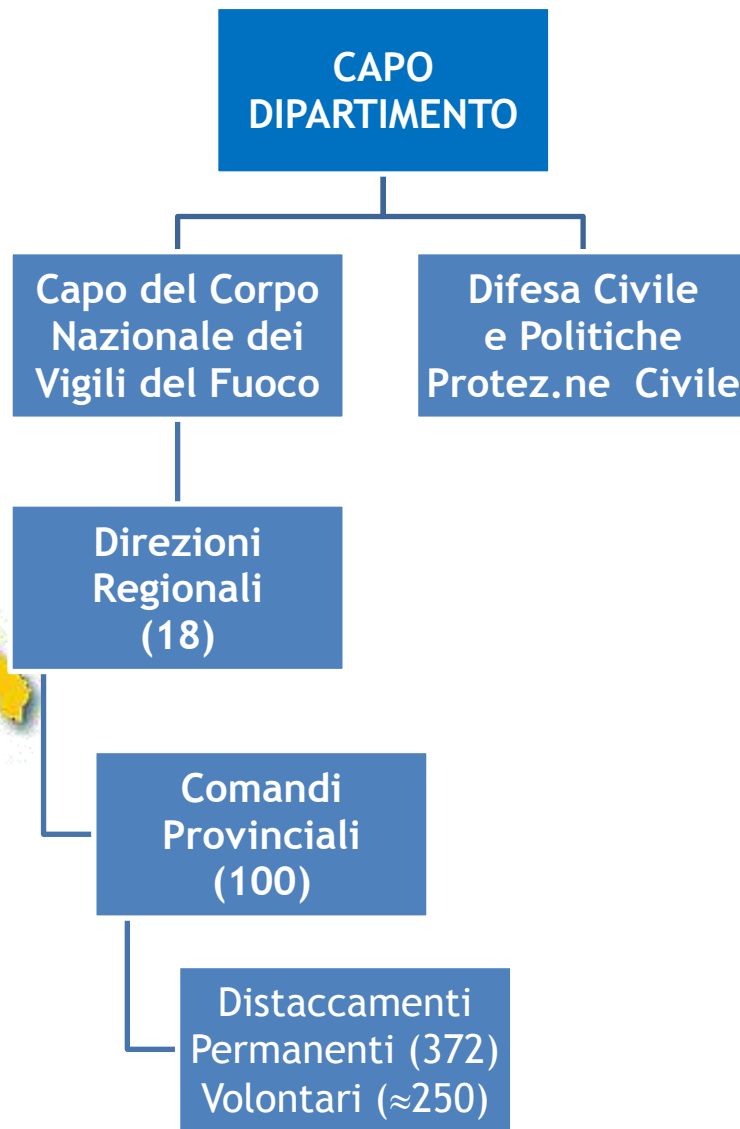 CAPO
DIPARTIMENTO
Capo del Corpo
Nazionale dei
Vigili del Fuoco
Difesa Civile
e Politiche
Protez.ne Civile
Direzioni
Regionali
(18)
Comandi
Provinciali
(100)
Distaccamenti
Permanenti (372)
Volontari (≈250)